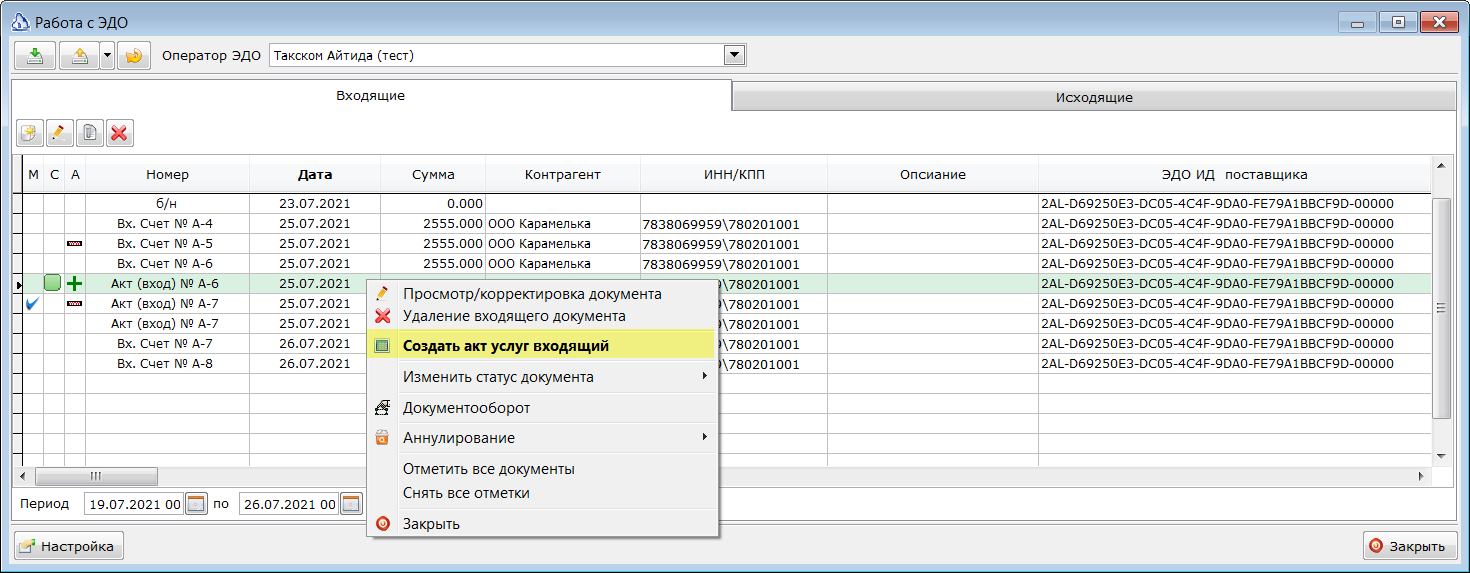 Работа с ЭДО
Оператор ЭДО Такском Айтида (тест)
Входящие Исходящие
М С А Номер Дата Сумма Контрагент ИНН/КПП Опсиание ЭДО ИД поставщика
б/н 23.07.2021 0.000 2AL-D69250E3-DC05-4C4F-9DA0-FE79A1BBCF9D-00000
Вх. Счет № А-4 25.07.2021 2555.000 ООО Карамелька 7838069959\780201001 2AL-D69250E3-DC05-4C4F-9DA0-FE79A1BBCF9D-00000
Вх. Счет № А-5 25.07.2021 2555.000 ООО Карамелька 7838069959\780201001 2AL-D69250E3-DC05-4C4F-9DA0-FE79A1BBCF9D-00000
Вх. Счет № А-6 25.07.2021 2555.000 ООО Карамелька 7838069959\780201001 2AL-D69250E3-DC05-4C4F-9DA0-FE79A1BBCF9D-00000
Акт (вход) № А-6 25.07.2021 \780201001 2AL-D69250E3-DC05-4C4F-9DA0-FE79A1BBCF9D-00000
Акт (вход) № А-7 25.07.2021 \780201001 2AL-D69250E3-DC05-4C4F-9DA0-FE79A1BBCF9D-00000
Акт (вход) № А-7 25.07.2021 \780201001 2AL-D69250E3-DC05-4C4F-9DA0-FE79A1BBCF9D-00000
Вх. Счет № А-7 26.07.2021 \780201001 2AL-D69250E3-DC05-4C4F-9DA0-FE79A1BBCF9D-00000
Вх. Счет № А-8 26.07.2021 \780201001 2AL-D69250E3-DC05-4C4F-9DA0-FE79A1BBCF9D-00000
Просмотр/корректировка документа
Удаление входящего документа
Создать акт услуг входящий
Изменить статус документа
Документооборот
Аннулирование
Отметить все документы
Снять все отметки
Закрыть
Период 19.07.2021 00 по 26.07.2021 00
Настройка Закрыть